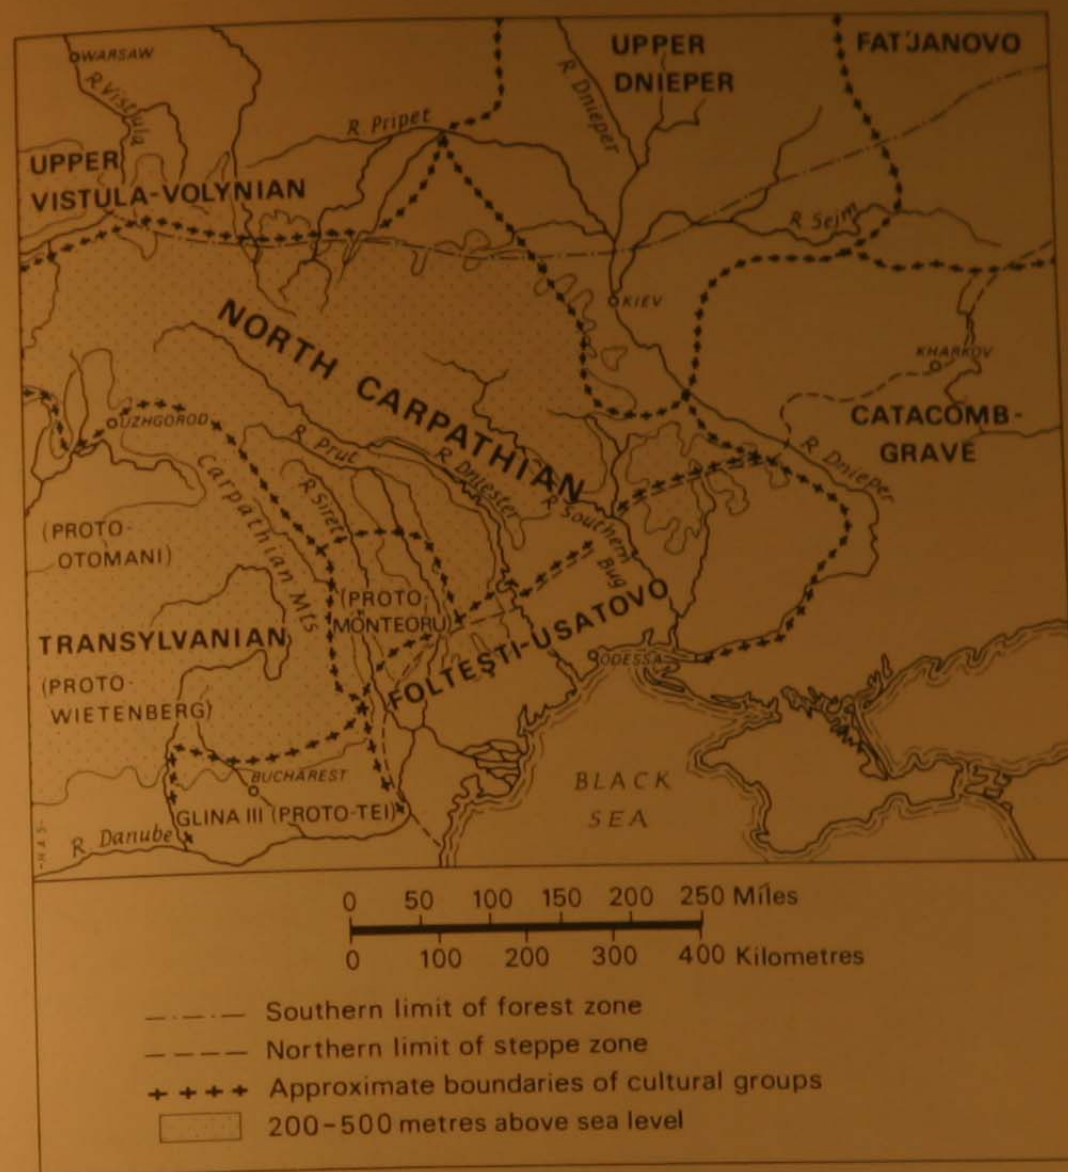 WARSAW
R. Vistula
UPPER
VISTULA-VOLYNIAN
R. Pripet
R. Dnieper
UPPER
DNIEPER
FAT'JANOVO
R. Seim
KIEV
KHARKOV
NORTH CARPATHIAN
CATACOMB-
GRAVE
UZHGOROD
R. Prut
R. Siret
R. Dniester
R. Southern
Bug
R. Dnieper
Carpathian Mts
(PROTO-
OTOMANI)
(PROTO-
MONTEORU)
TRANSYLVANIAN
(PROTO-
WIETENBERG)
FOLTEŞTI-USATOVO
ODESSA
BUCHAREST
GLINA III (PROTO-TEI)
R. Danube
BLACK
SEA
-HAS-
0 50 100 150 200 250 Miles
0 100 200 300 400 Kilometres
Southern limit of forest zone
Northern limit of steppe zone
Approximate boundaries of cultural groups
200-500 metres above sea level